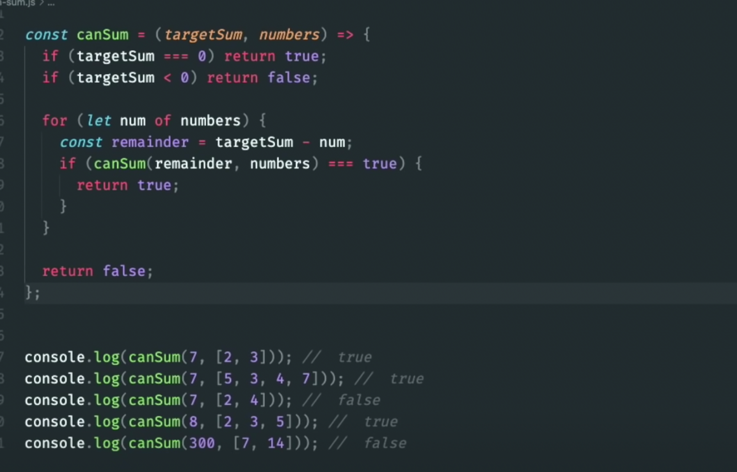 -sum.js > ...
const canSum = (targetSum, numbers) => {
  if (targetSum === 0) return true;
  if (targetSum < 0) return false;

  for (let num of numbers) {
    const remainder = targetSum - num;
    if (canSum(remainder, numbers) === true) {
      return true;
    }
  }

  return false;
};

console.log(canSum(7, [2, 3])); //  true
console.log(canSum(7, [5, 3, 4, 7])); //  true
console.log(canSum(7, [2, 4])); //  false
console.log(canSum(8, [2, 3, 5])); //  true
console.log(canSum(300, [7, 14])); //  false